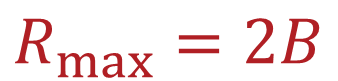 R_max = 2B